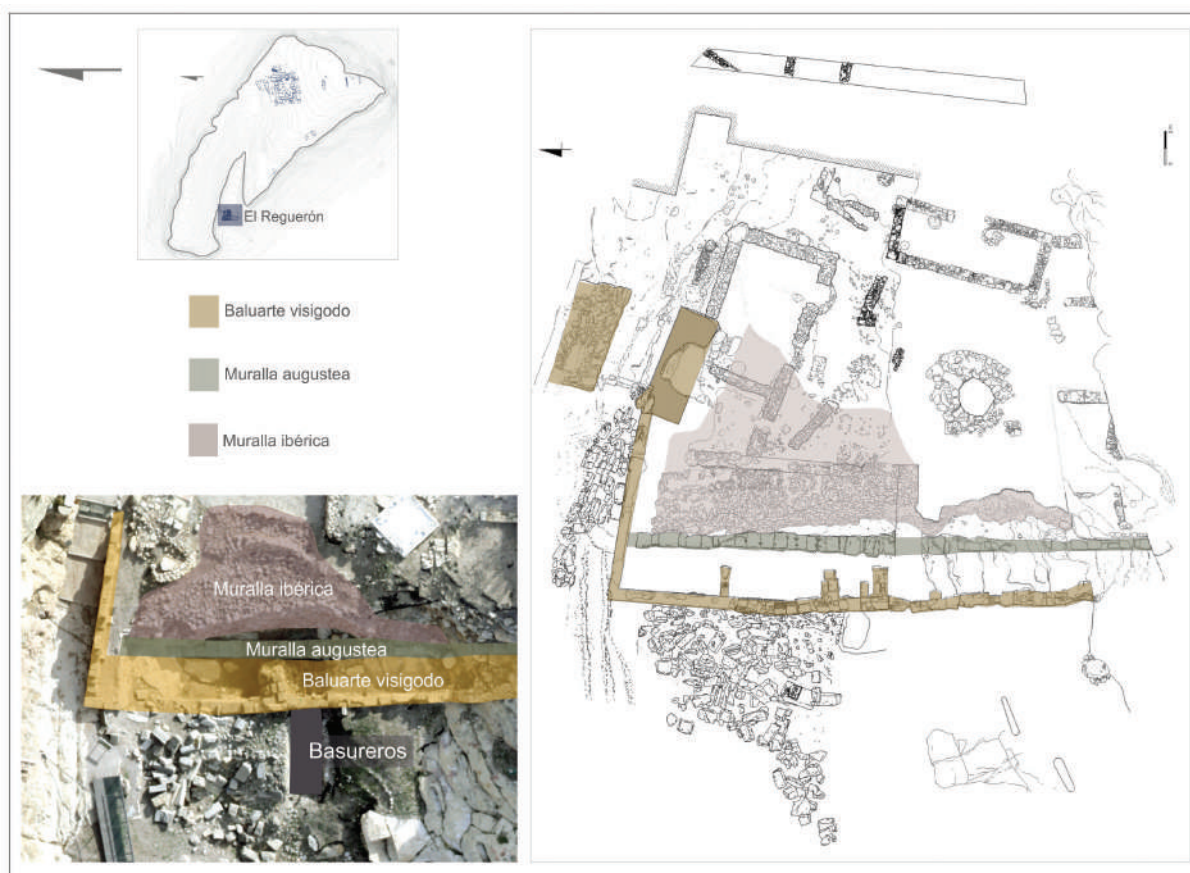 El Reguerón
Baluarte visigodo
Muralla augustea
Muralla ibérica
Muralla ibérica
Muralla augustea
Baluarte visigodo
Basureros